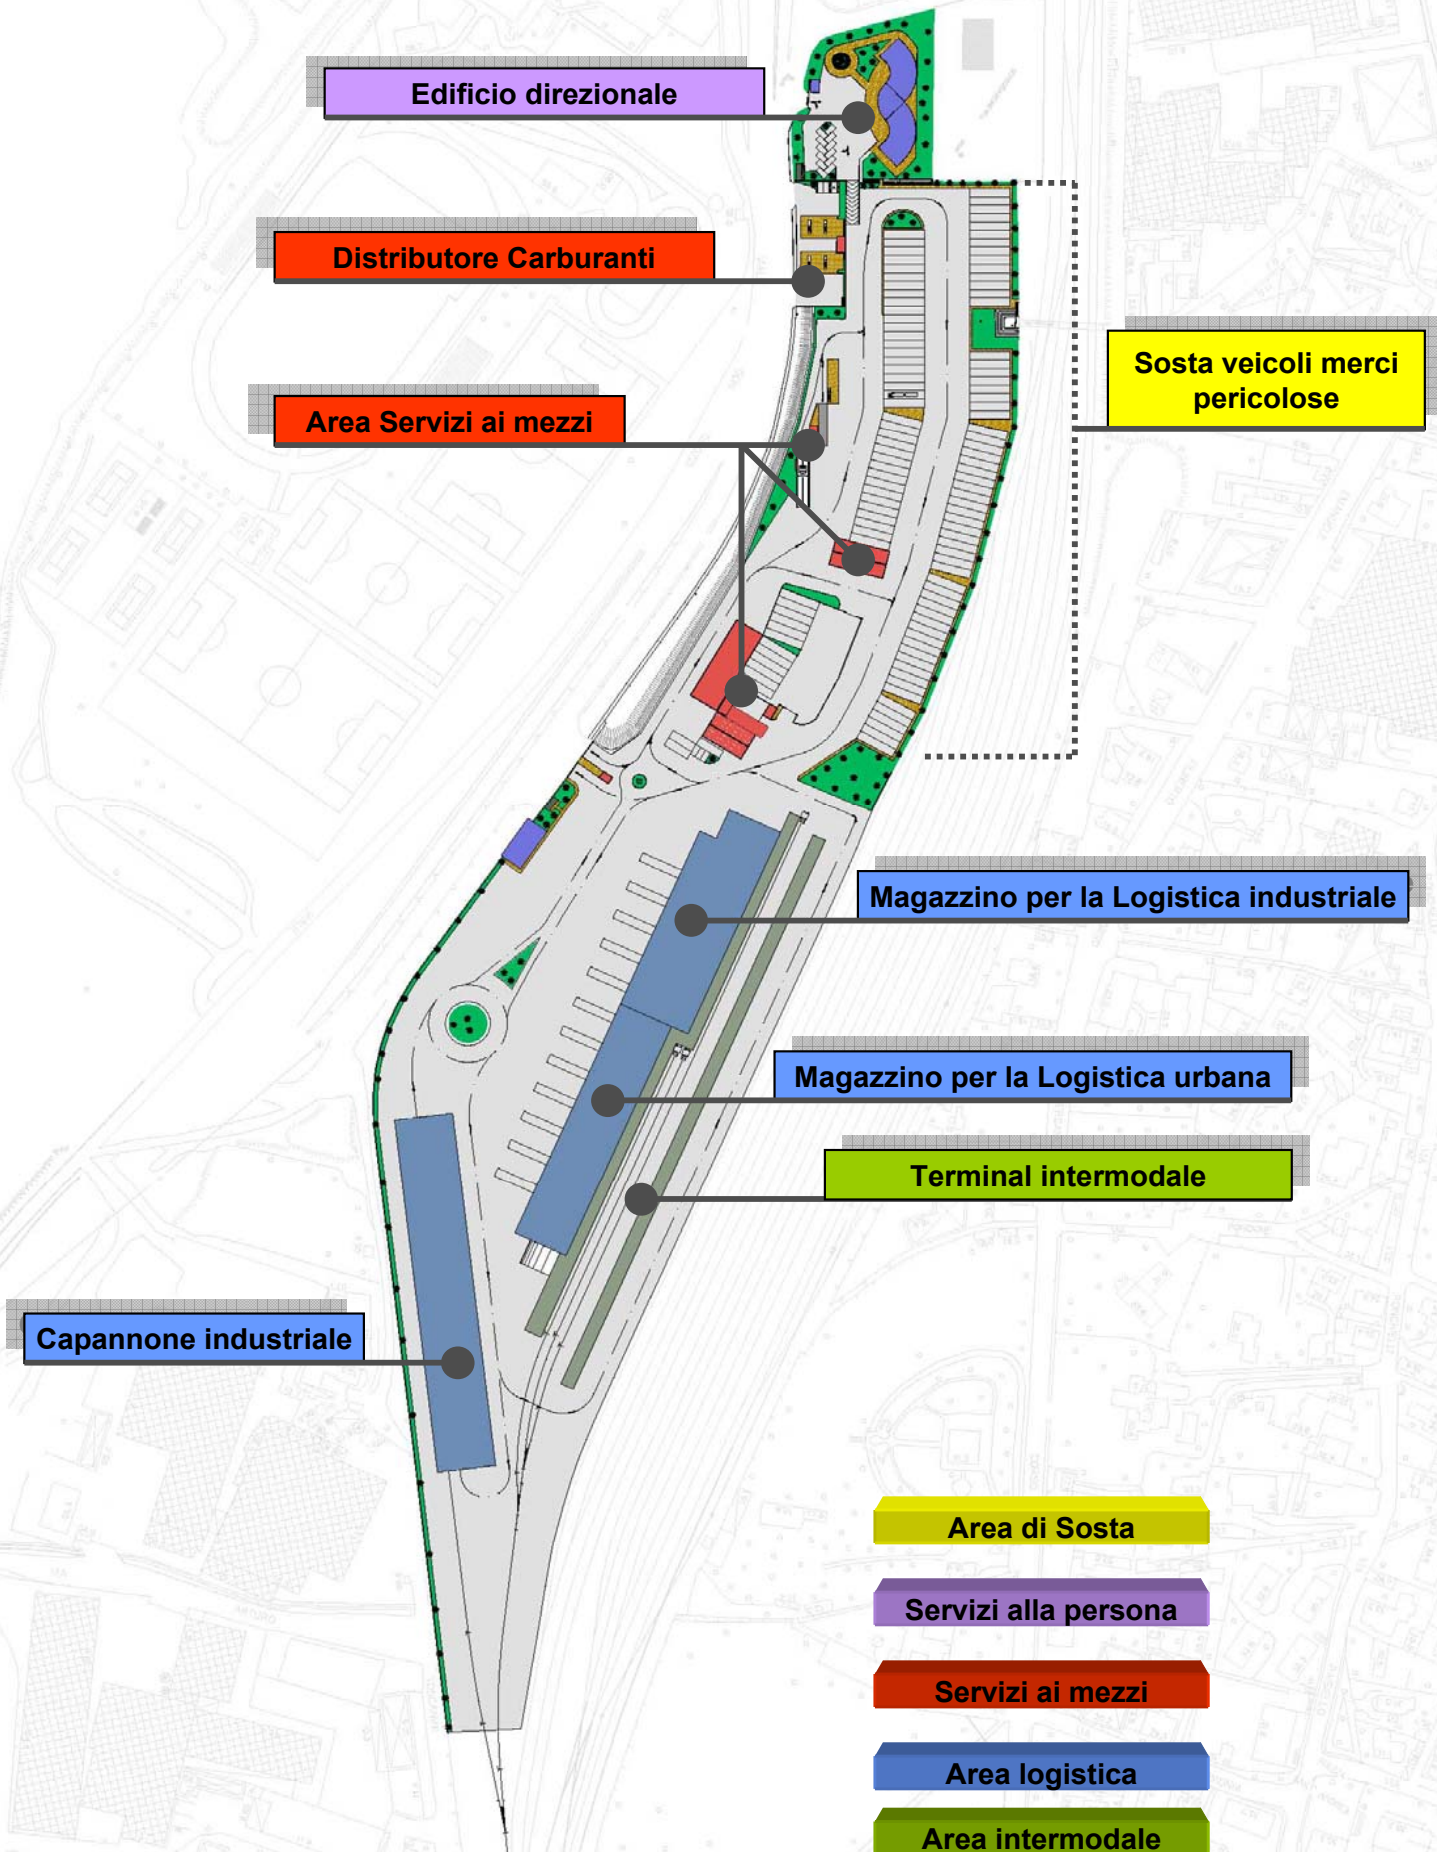 Edificio direzionale
Distributore Carburanti
Area Servizi ai mezzi
Sosta veicoli merci
pericolose
Magazzino per la Logistica industriale
Magazzino per la Logistica urbana
Terminal intermodale
Capannone industriale
Area di Sosta
Servizi alla persona
Servizi ai mezzi
Area logistica
Area intermodale